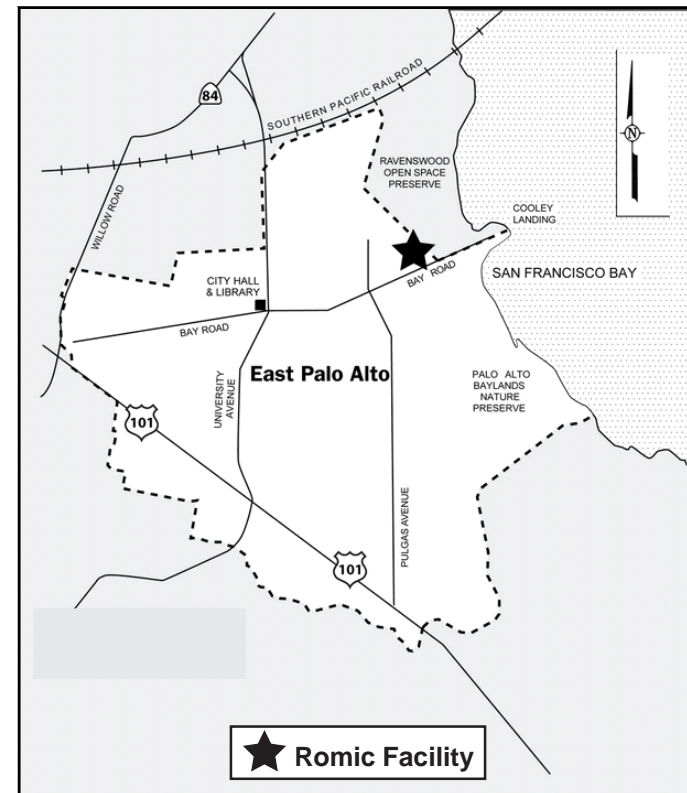 84
SOUTHERN PACIFIC RAILROAD
RAVENSWOOD
OPEN SPACE
PRESERVE
N
WILLOW ROAD
COOLEY
LANDING
CITY HALL
& LIBRARY
BAY ROAD
SAN FRANCISCO BAY
BAY ROAD
East Palo Alto
UNIVERSITY
AVENUE
PALO ALTO
BAYLANDS
NATURE
PRESERVE
101
PULGAS AVENUE
101
Romic Facility